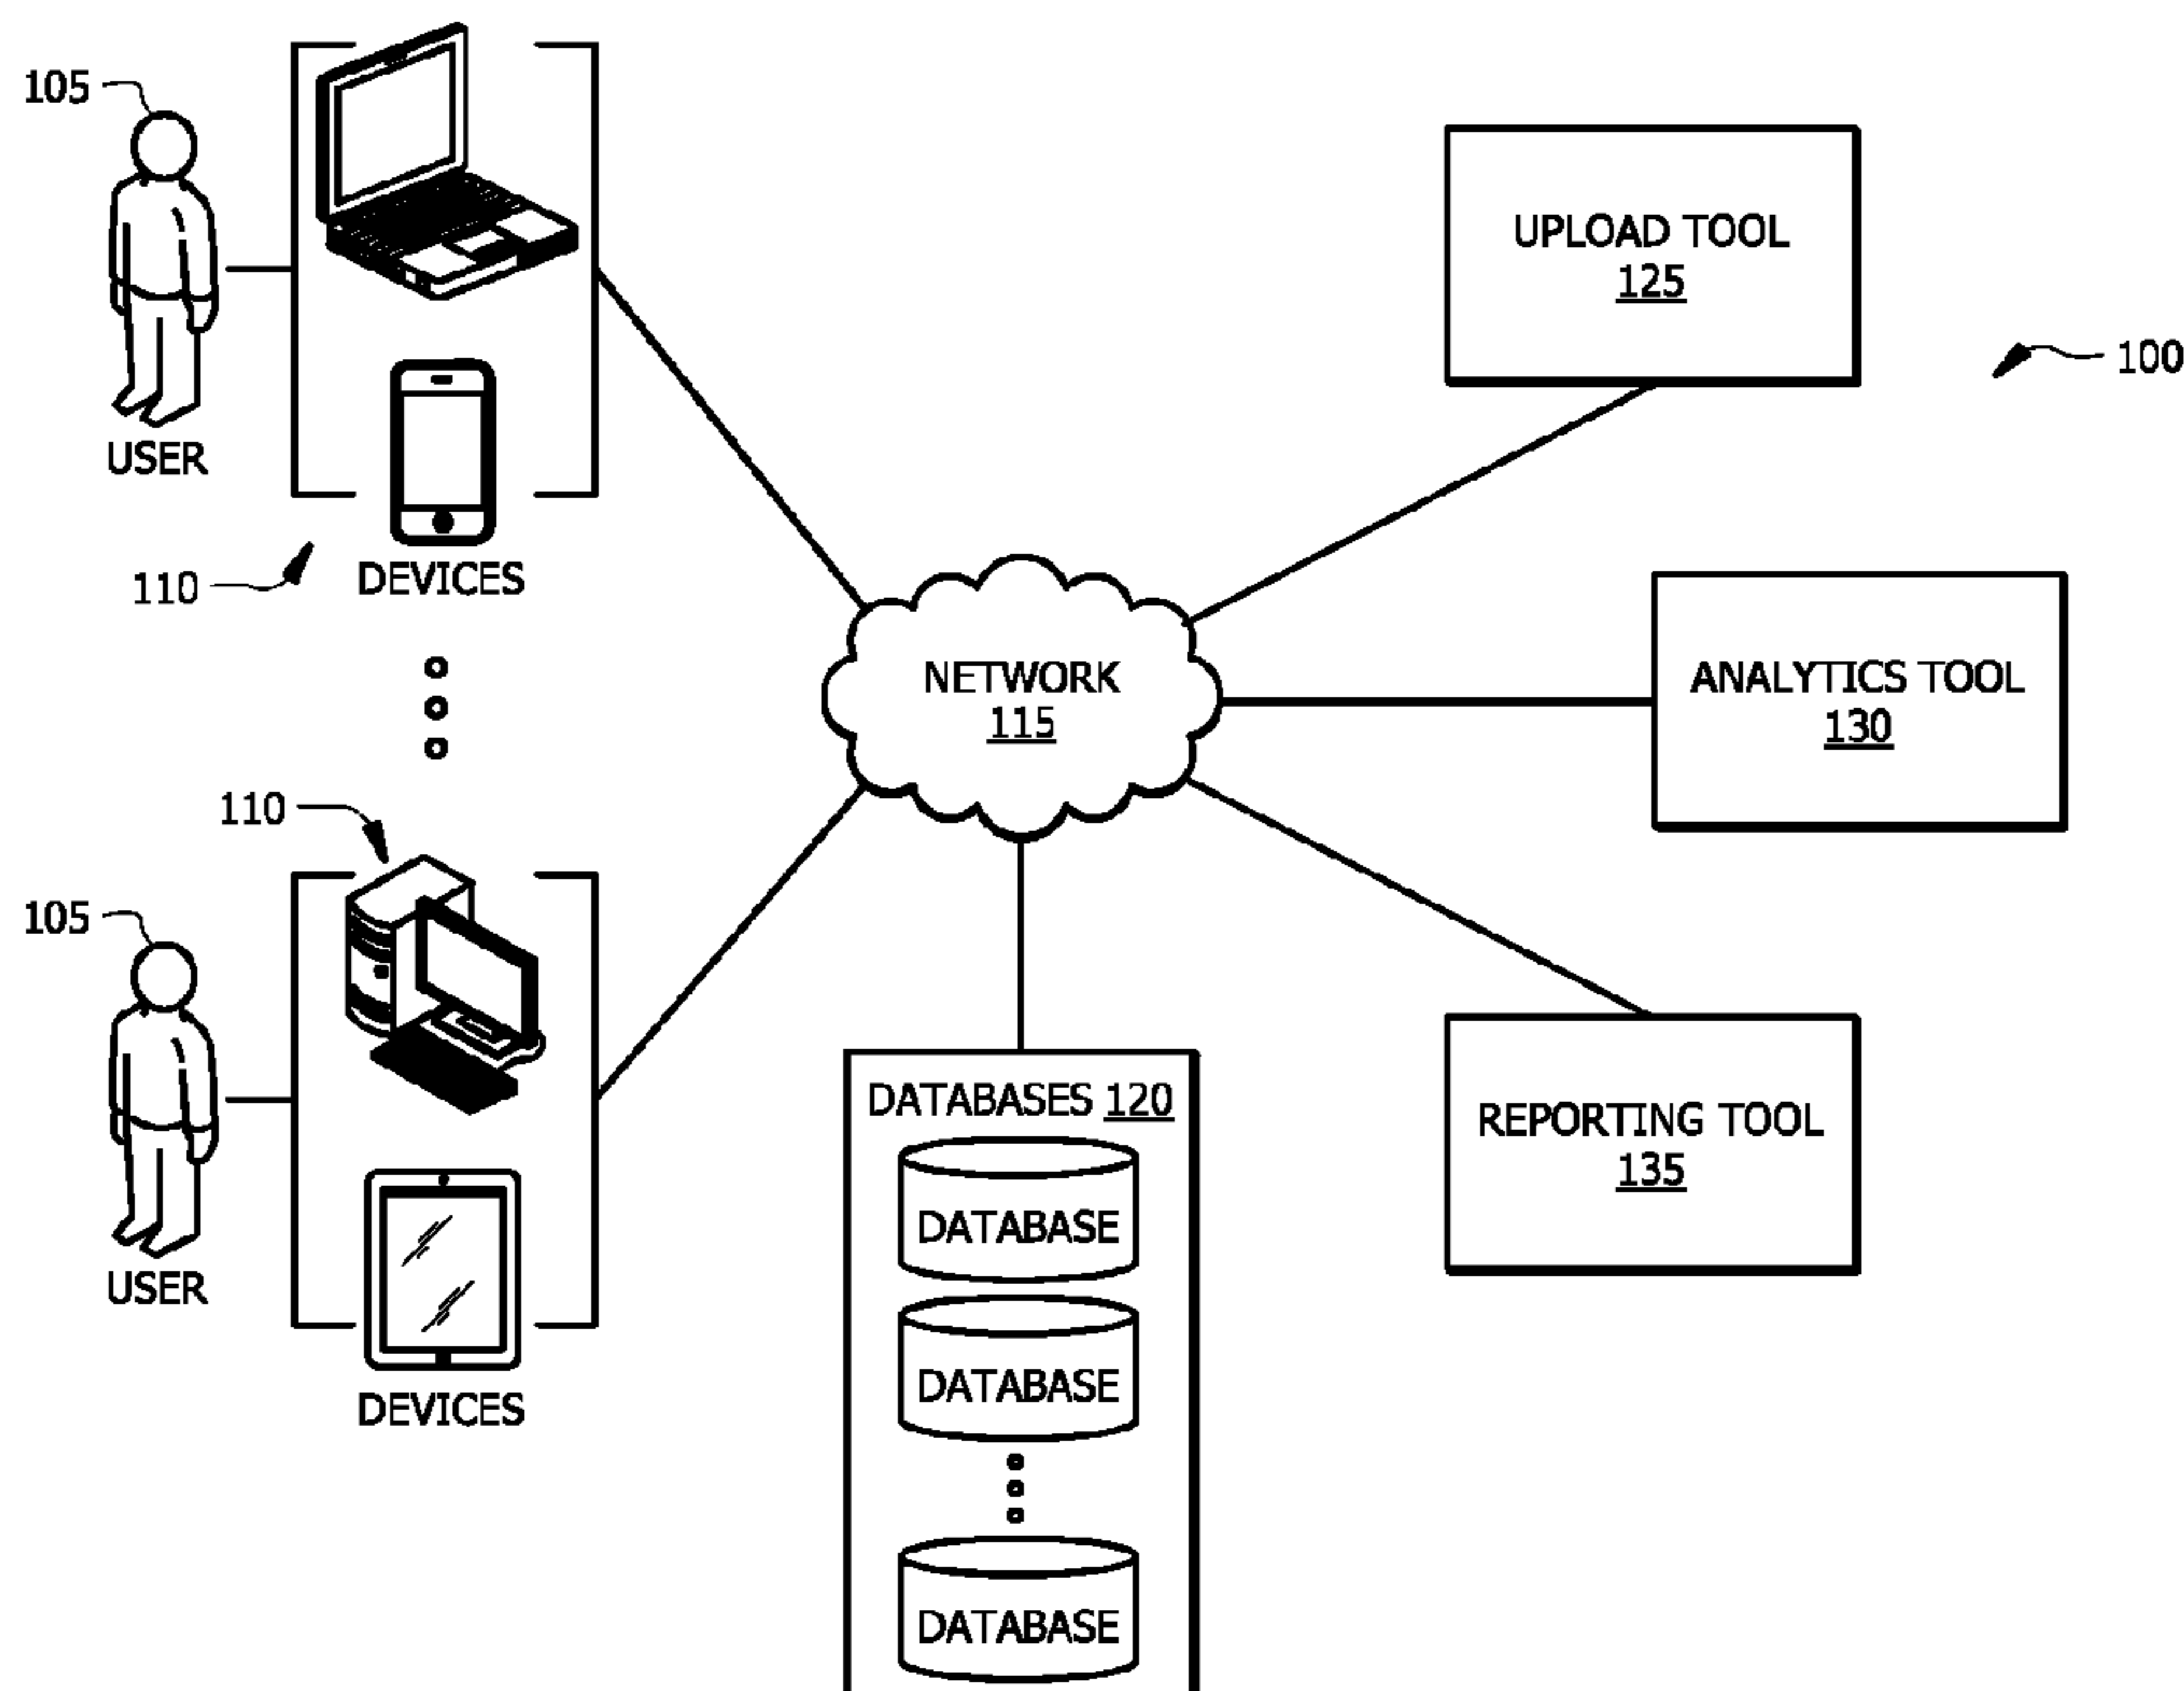 105
USER
110
DEVICES
110
105
USER
DEVICES
NETWORK
115
DATABASES 120
DATABASE
DATABASE
DATABASE
UPLOAD TOOL
125
100
ANALYTICS TOOL
130
REPORTING TOOL
135